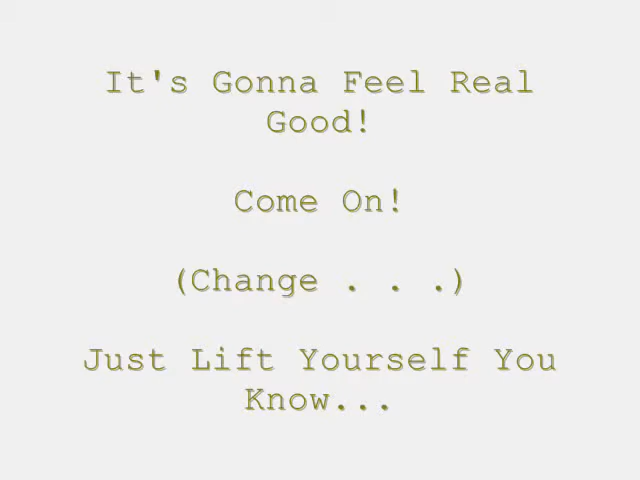 It's Gonna Feel Real
Good!
Come On!
(Change . . .)
Just Lift Yourself You
Know...